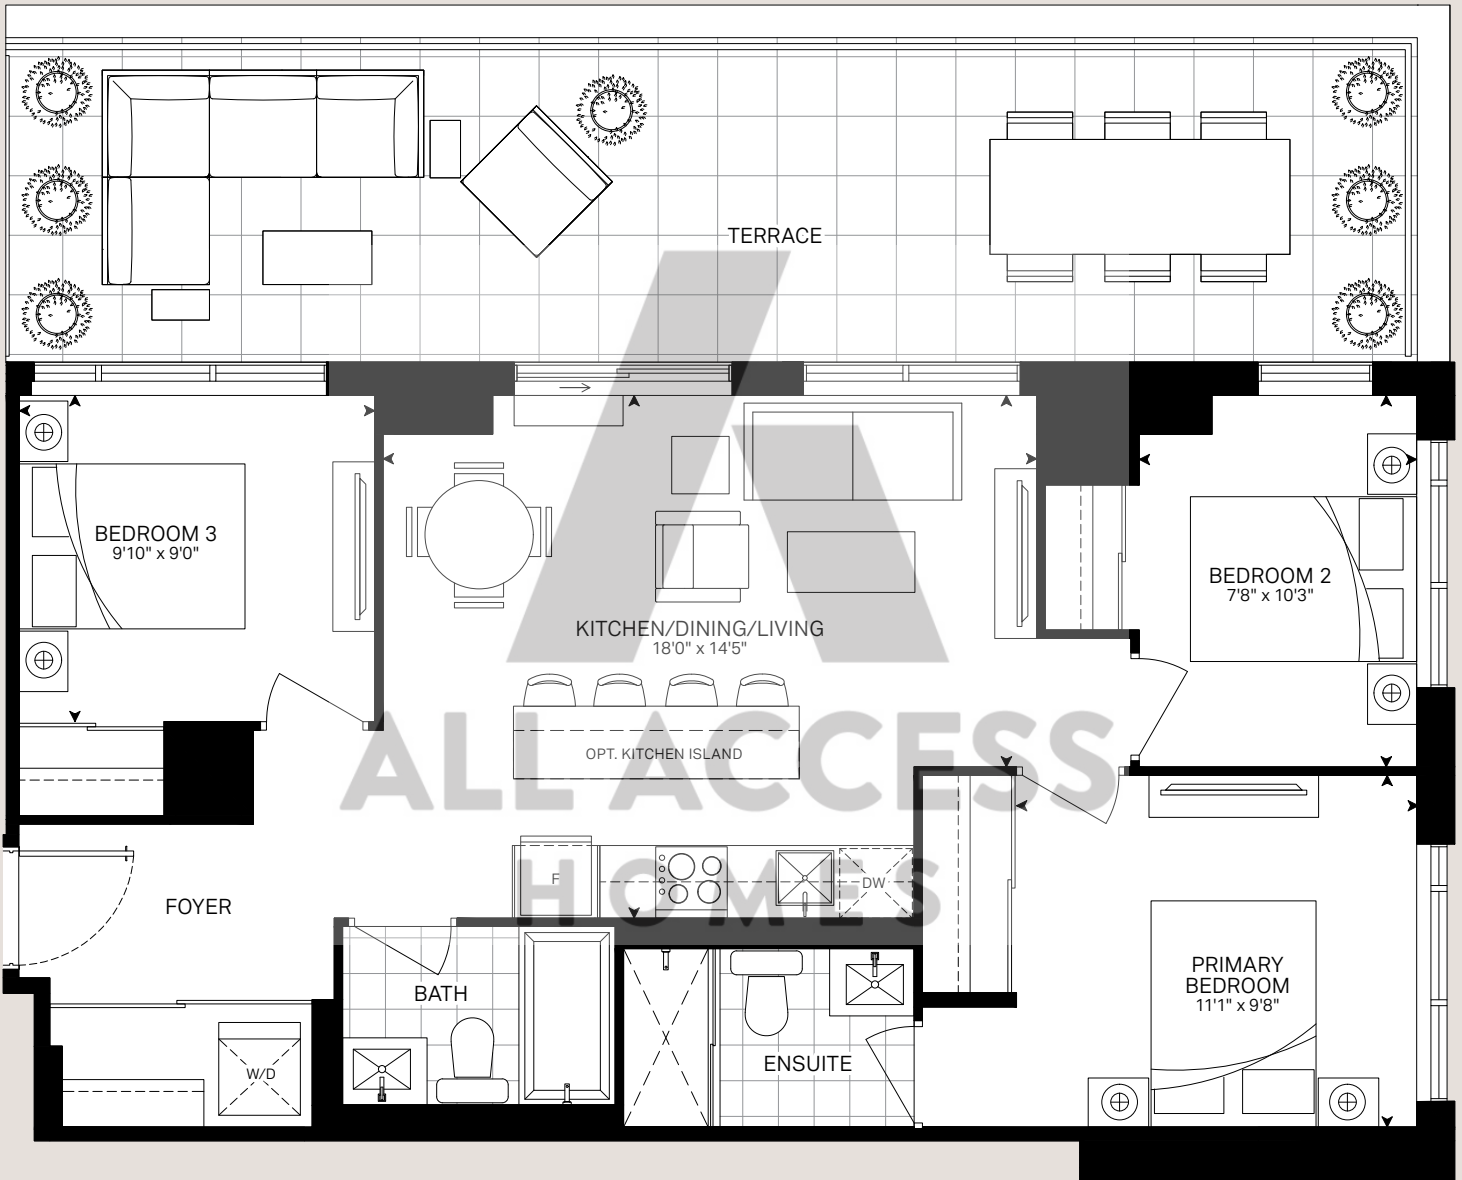 TERRACE
BEDROOM 3
9'10" x 9'0"
BEDROOM 2
7'8" x 10'3"
KITCHEN/DINING/LIVING
18'0" x 14'5"
OPT. KITCHEN ISLAND
ALL ACCESS
HOMES
F
DW
FOYER
BATH
W/D
ENSUITE
PRIMARY
BEDROOM
11'1" x 9'8"